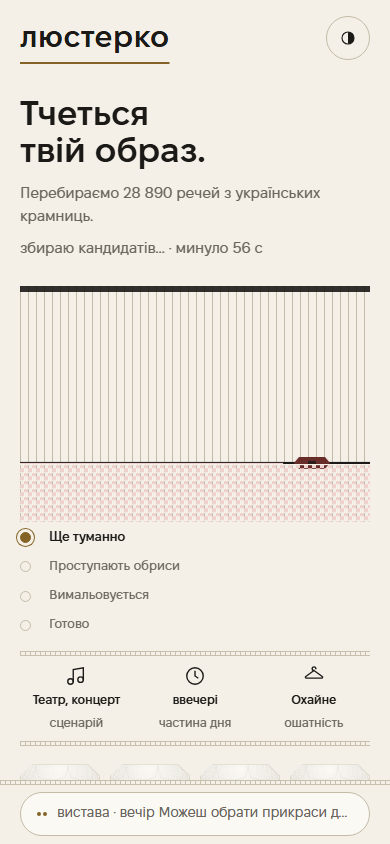 люстерко
Тчеться
твій образ.
Перебираємо 28 890 речей з українських
крамниць.
збираю кандидатів... · минуло 56 с
Ще туманно
Проступають обриси
Вимальовується
Готово
Театр, концерт
ввечері
Охайне
сценарій
частина дня
ошатність
вистава · вечір Можеш обрати прикраси д...